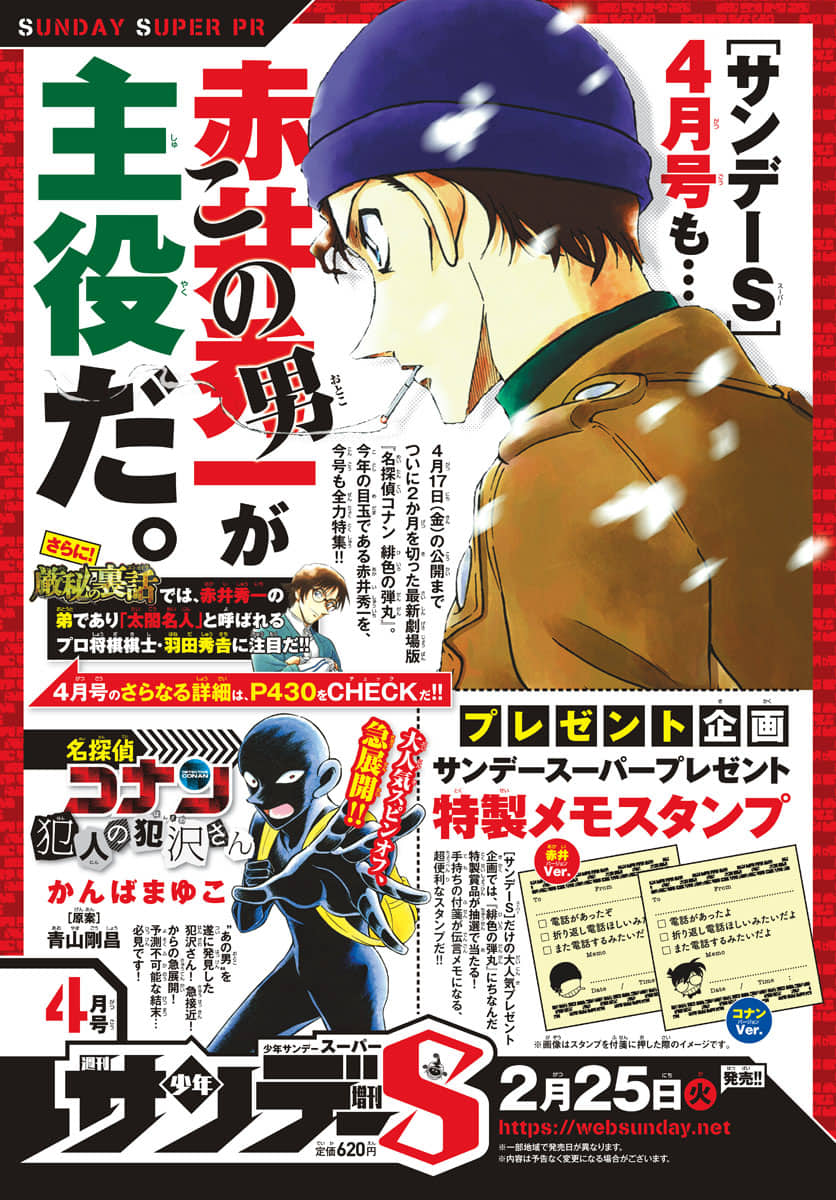 SUNDAY SUPER PR
[サンデーS]
4月号も…
赤井秀一
この男が
主役だ。
4月17日(金)の公開まで
ついに2か月を切った最新劇場版
『名探偵コナン 緋色の弾丸』。
今年の目玉である赤井秀一を、
今号も全力特集!!
さらに!
厳秘の裏話では、赤井秀一の
弟であり「太閤名人」と呼ばれる
プロ将棋棋士・羽田秀吉に注目だ!!
4月号のさらなる詳細は、P430をCHECKだ!!
名探偵
コナン
DETECTIVE CONAN
犯人の犯沢さん
かんばまゆこ
[原案]
青山剛昌
大人気スピンオフ、
急展開!!
“あの男”を
遂に発見した
犯沢さん!急接近!
からの急展開!
予測不可能な結末…
必見です!
プレゼント企画
サンデースーパープレゼント
特製メモスタンプ
[サンデーS]だけの大人気プレゼント
企画では、『緋色の弾丸』にちなんだ
特製賞品が抽選で当たる!
手持ちの付箋が伝言メモになる、
超便利なスタンプだ!!
赤井
バージョン
Ver.
To
From
□ 電話があったぞ
□ 折り返し電話ほしいみ
□ また電話するみたいだ
Memo
Date / Time
To
From
□ 電話があったよ
□ 折り返し電話ほしいみたいだよ
□ また電話するみたいだよ
Memo
Date / Time :
コナン
バージョン
Ver.
※画像はスタンプを付箋に押した際のイメージです。
4月号
週刊
少年
サンデーS
少年サンデースーパー
増刊
定価620円
2月25日火発売!!
https://websunday.net
※一部地域で発売日が異なります。
※内容は予告なく変更になる場合がございます。